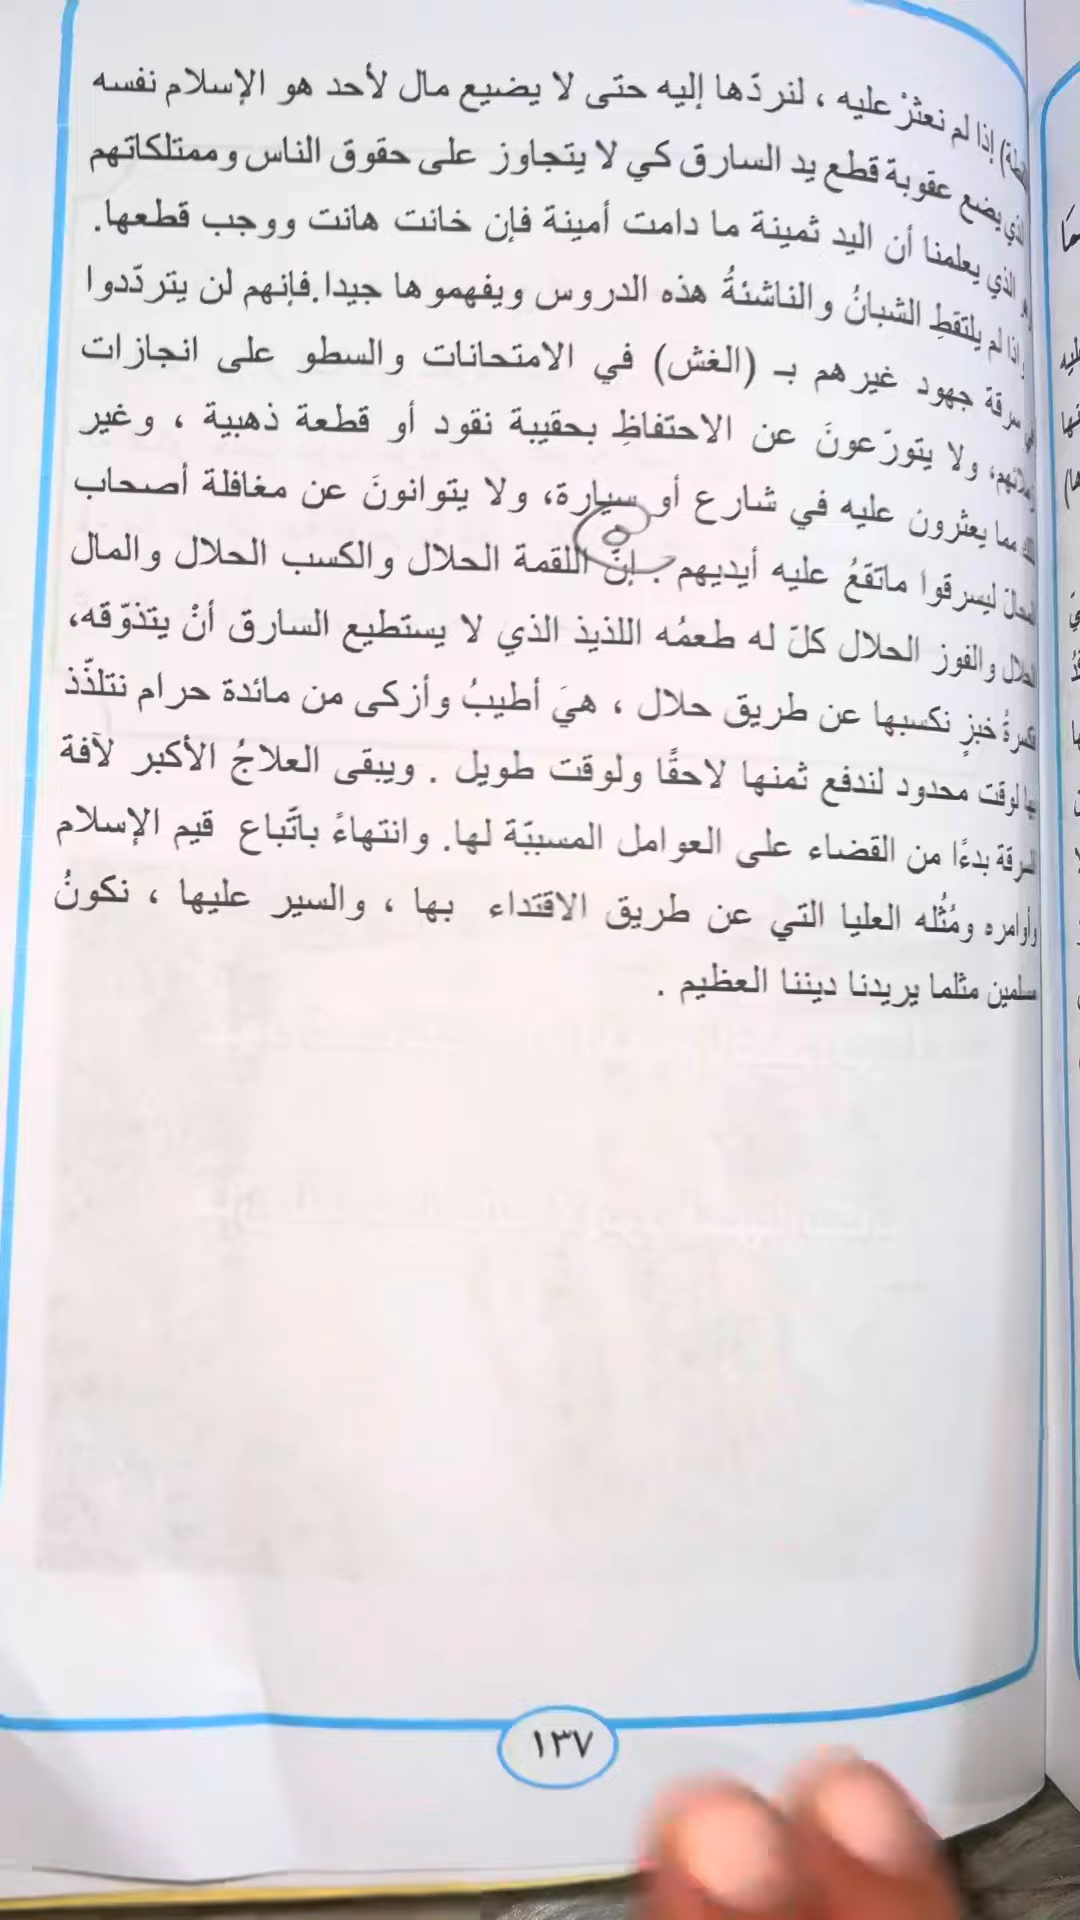 إذا لم نعثرْ عليه ، لنردّها إليه حتى لا يضيع مال لأحد هو الإسلام نفسه
الذي يضع عقوبة قطع يد السارق كي لا يتجاوز على حقوق الناس وممتلكاتهم
الذي يعلمنا أن اليد ثمينة ما دامت أمينة فإن خانت هانت ووجب قطعها.
اذا لم يلتقطِ الشبانُ والناشئةُ هذه الدروس ويفهموها جيدا.فإنهم لن يتردّدوا
في سرقة جهود غيرهم بـ (الغش) في الامتحانات والسطو على انجازات
زملائهم، ولا يتورّعونَ عن الاحتفاظِ بحقيبة نقود أو قطعة ذهبية ، وغير
ذلك مما يعثرون عليه في شارع أو سيارة، ولا يتوانونَ عن مغافلة أصحاب
المحلّ ليسرقوا ماتقعُ عليه أيديهم . إنَّ اللقمة الحلال والكسب الحلال والمال
الحلال والفوز الحلال كلّ له طعمُه اللذيذ الذي لا يستطيع السارق أنْ يتذوّقه،
كسرةُ خبزٍ نكسبها عن طريق حلال ، هيَ أطيبُ وأزكى من مائدة حرام نتلذّذ
بها لوقت محدود لندفع ثمنها لاحقًا ولوقت طويل . ويبقى العلاجُ الأكبر لآفة
السرقة بدءًا من القضاء على العوامل المسببّة لها. وانتهاءً باتّباع قيم الإسلام
وأوامره ومُثُله العليا التي عن طريق الاقتداء بها ، والسير عليها ، نكونُ
مسلمين مثلما يريدنا ديننا العظيم .
١٣٧